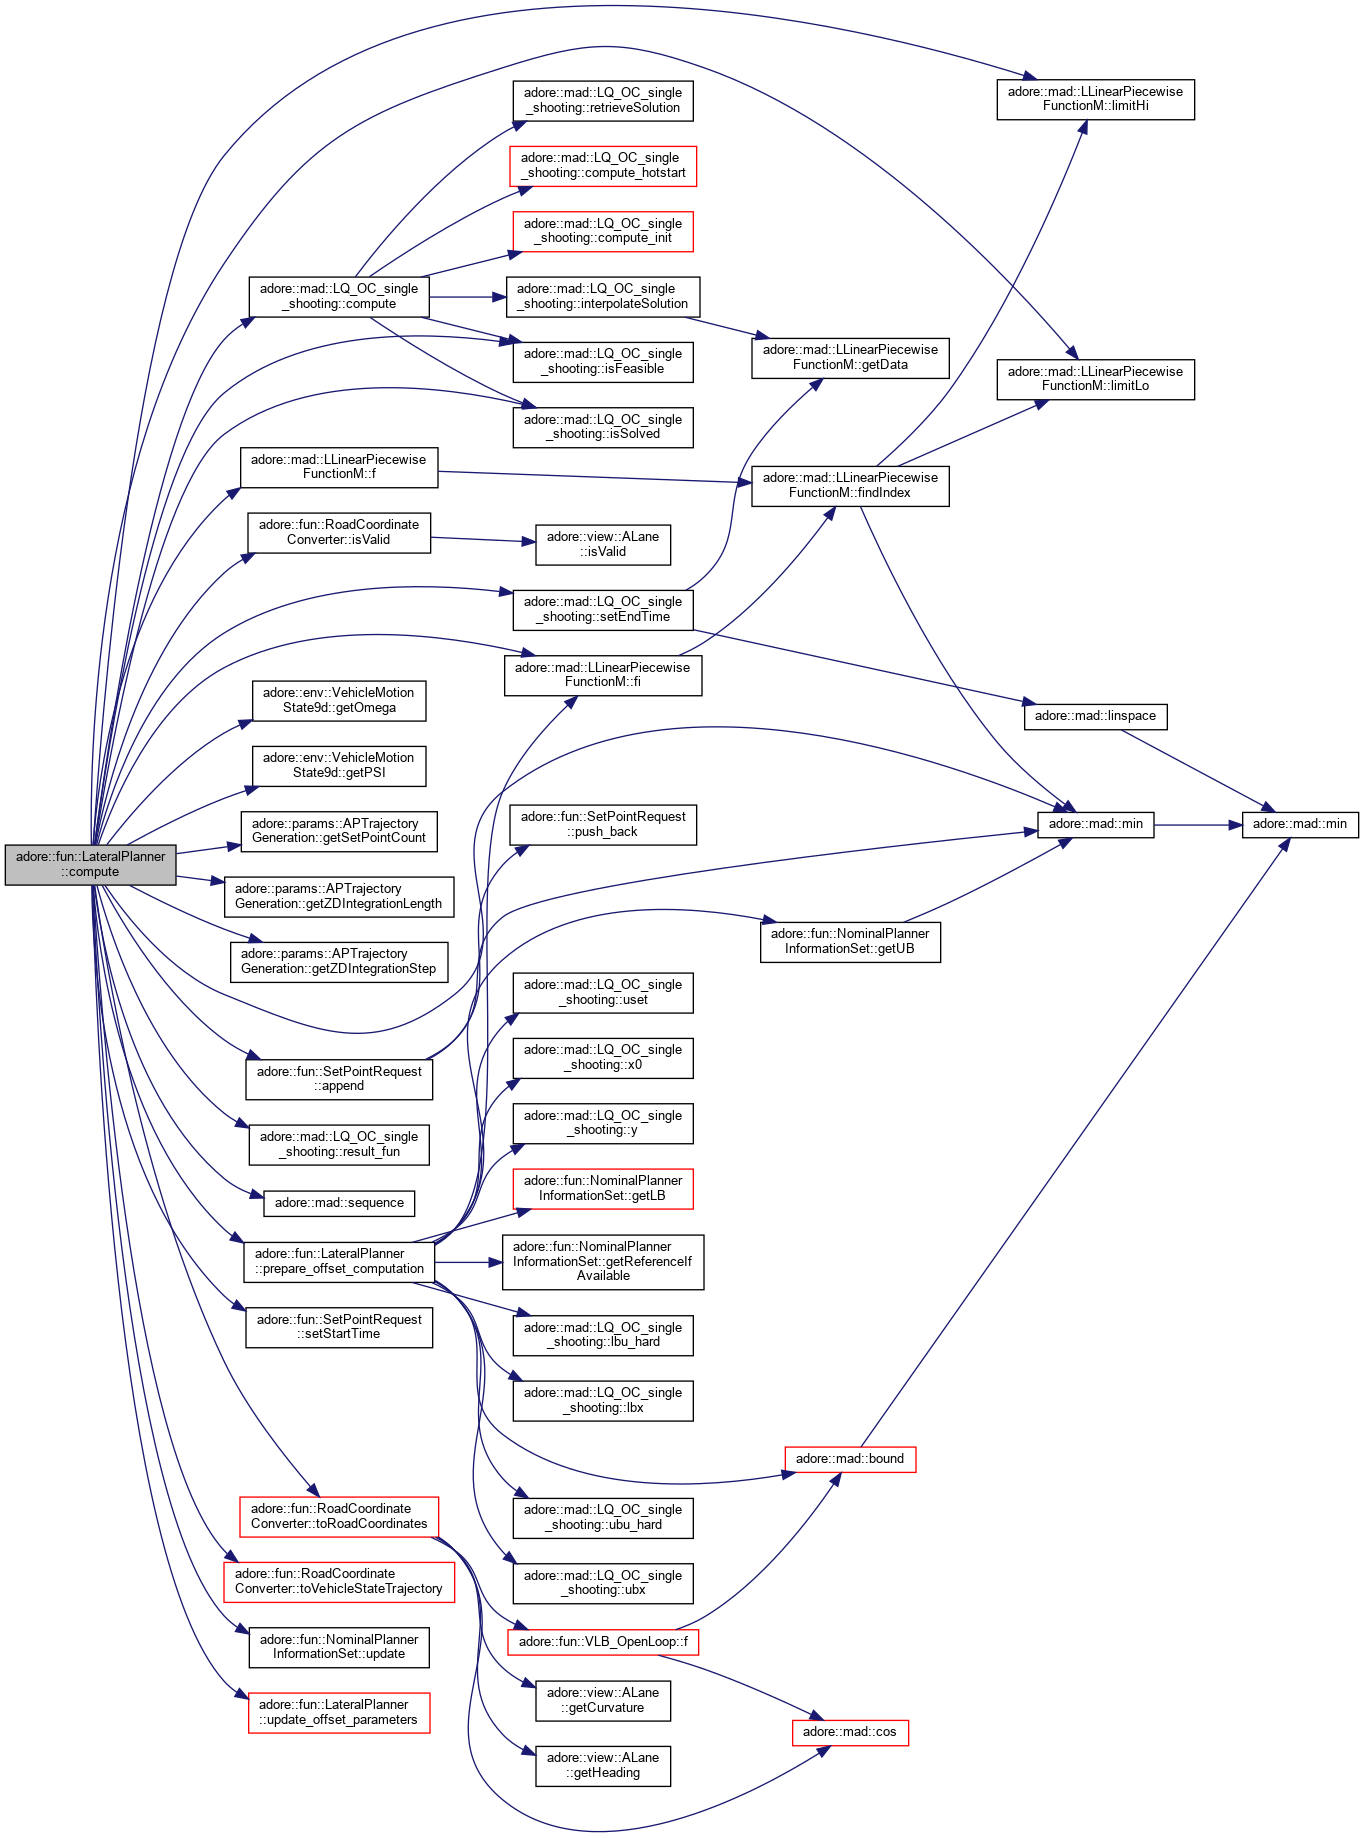 adore::fun::LateralPlanner
::compute
adore::mad::LQ_OC_single
_shooting::compute
adore::mad::LLinearPiecewise
FunctionM::f
adore::fun::RoadCoordinate
Converter::isValid
adore::env::VehicleMotion
State9d::getOmega
adore::env::VehicleMotion
State9d::getPSI
adore::params::APTrajectory
Generation::getSetPointCount
adore::params::APTrajectory
Generation::getZDIntegrationLength
adore::params::APTrajectory
Generation::getZDIntegrationStep
adore::fun::SetPointRequest
::append
adore::mad::LQ_OC_single
_shooting::result_fun
adore::mad::sequence
adore::fun::LateralPlanner
::prepare_offset_computation
adore::fun::SetPointRequest
::setStartTime
adore::fun::RoadCoordinate
Converter::toRoadCoordinates
adore::fun::RoadCoordinate
Converter::toVehicleStateTrajectory
adore::fun::NominalPlanner
InformationSet::update
adore::fun::LateralPlanner
::update_offset_parameters
adore::mad::LQ_OC_single
_shooting::retrieveSolution
adore::mad::LQ_OC_single
_shooting::compute_hotstart
adore::mad::LQ_OC_single
_shooting::compute_init
adore::mad::LQ_OC_single
_shooting::interpolateSolution
adore::mad::LQ_OC_single
_shooting::isFeasible
adore::mad::LQ_OC_single
_shooting::isSolved
adore::view::ALane
::isValid
adore::mad::LQ_OC_single
_shooting::setEndTime
adore::mad::LLinearPiecewise
FunctionM::fi
adore::fun::SetPointRequest
::push_back
adore::mad::LQ_OC_single
_shooting::uset
adore::mad::LQ_OC_single
_shooting::x0
adore::mad::LQ_OC_single
_shooting::y
adore::fun::NominalPlanner
InformationSet::getLB
adore::fun::NominalPlanner
InformationSet::getReferenceIf
Available
adore::mad::LQ_OC_single
_shooting::lbu_hard
adore::mad::LQ_OC_single
_shooting::lbx
adore::mad::LQ_OC_single
_shooting::ubu_hard
adore::mad::LQ_OC_single
_shooting::ubx
adore::fun::VLB_OpenLoop::f
adore::view::ALane
::getCurvature
adore::view::ALane
::getHeading
adore::mad::LLinearPiecewise
FunctionM::getData
adore::mad::LLinearPiecewise
FunctionM::findIndex
adore::fun::NominalPlanner
InformationSet::getUB
adore::mad::bound
adore::mad::cos
adore::mad::LLinearPiecewise
FunctionM::limitHi
adore::mad::LLinearPiecewise
FunctionM::limitLo
adore::mad::linspace
adore::mad::min
adore::mad::min